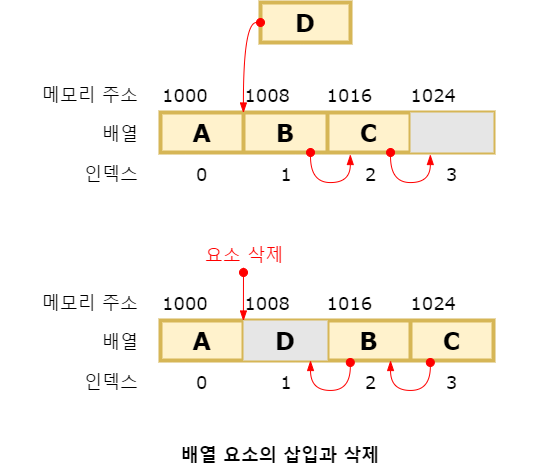 D
메모리 주소 1000 1008 1016 1024
배열 A B C
인덱스 0 1 2 3
요소 삭제
메모리 주소 1000 1008 1016 1024
배열 A D B C
인덱스 0 1 2 3
배열 요소의 삽입과 삭제